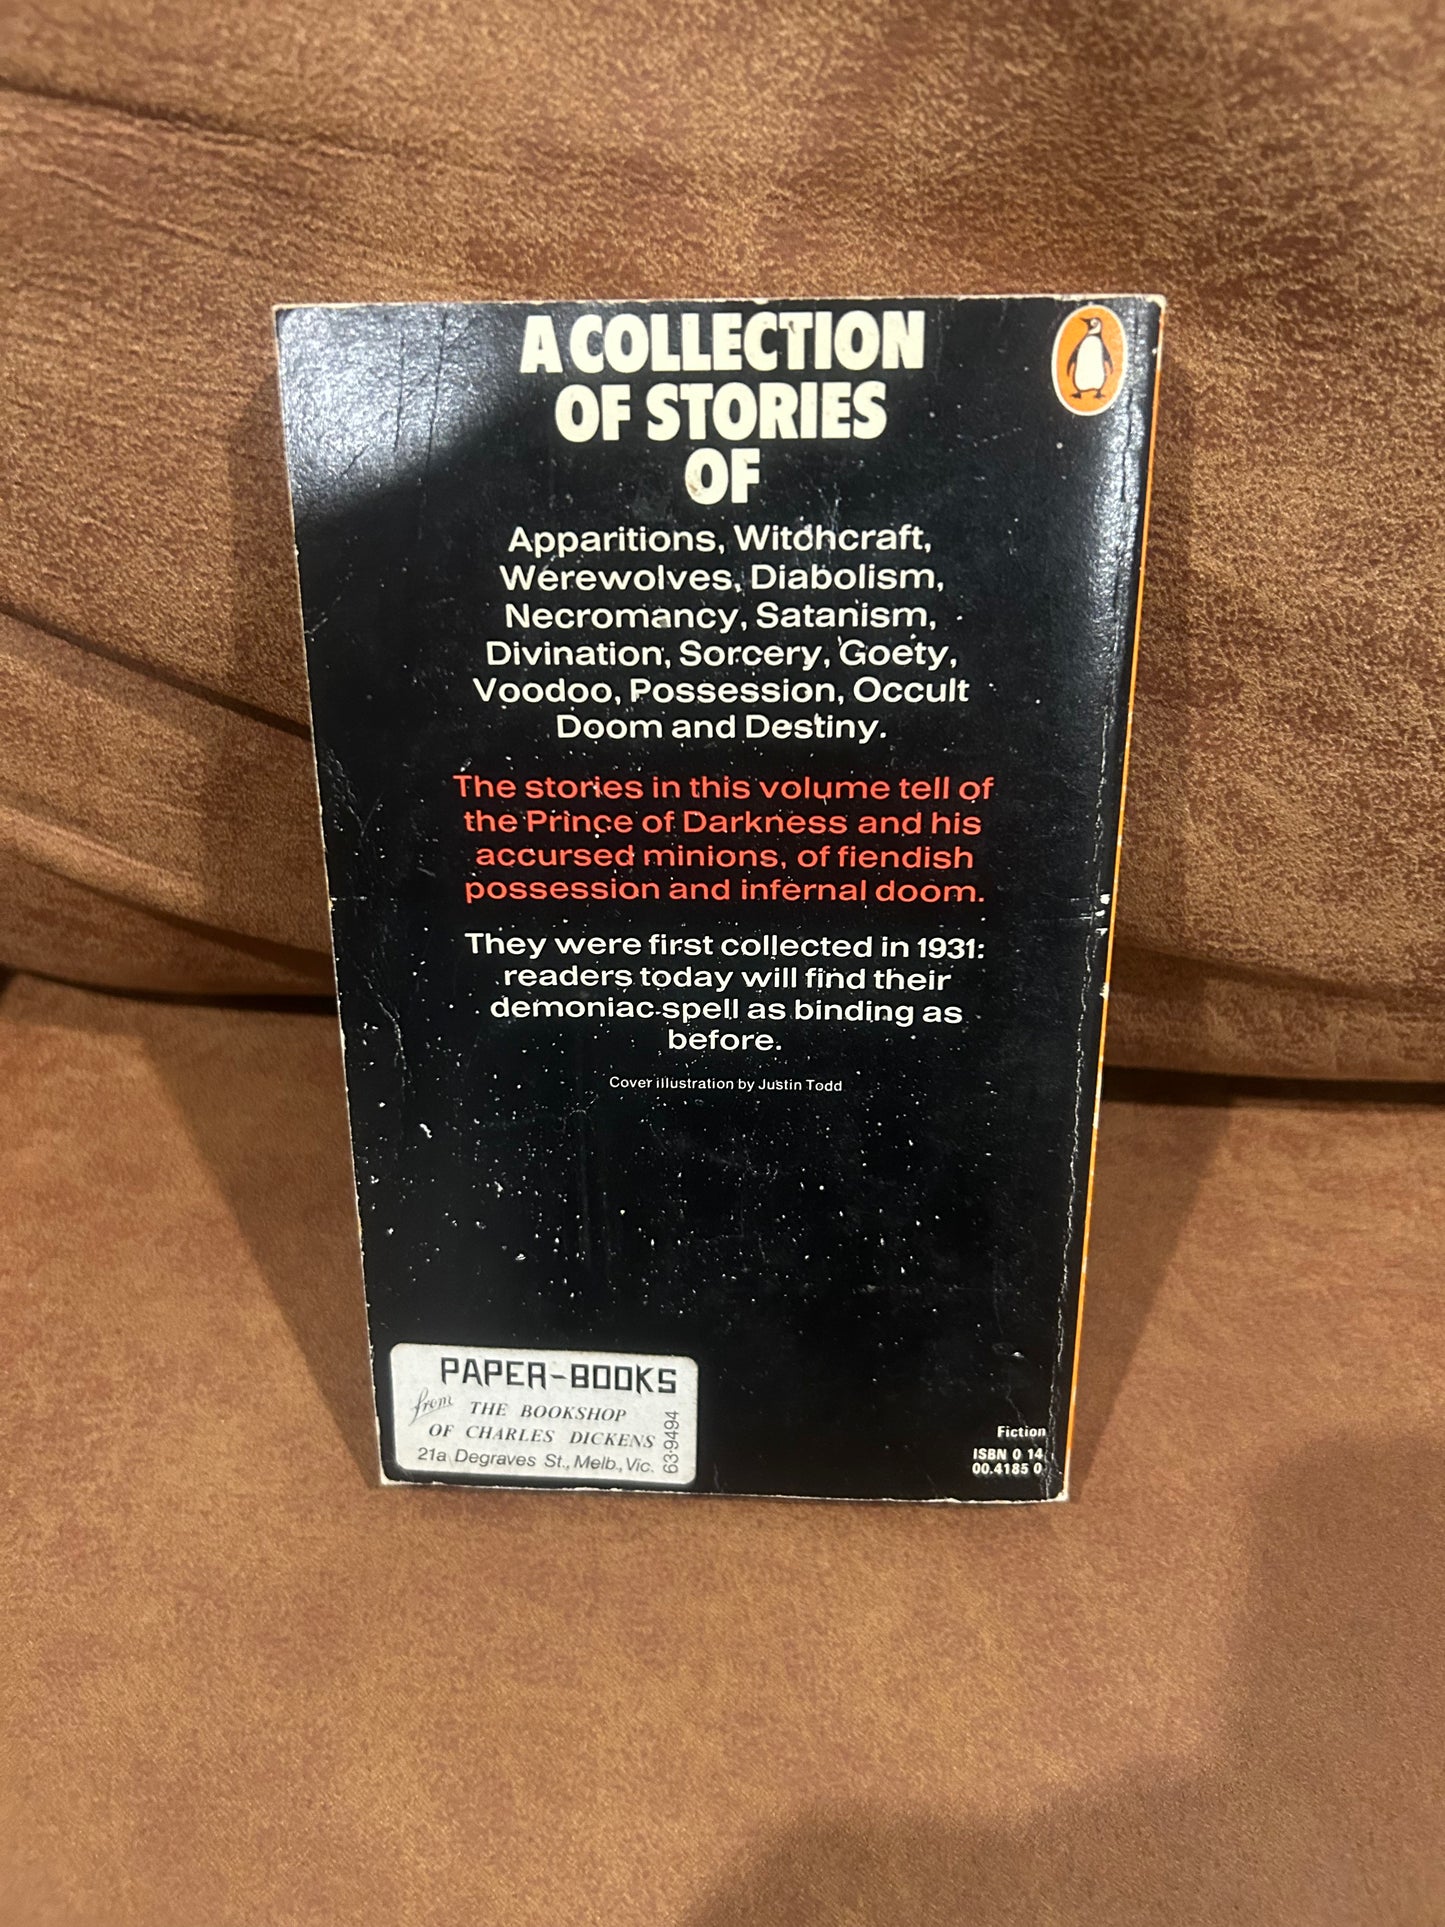 A COLLECTION
OF STORIES
OF
Apparitions, Witchcraft,
Werewolves, Diabolism,
Necromancy, Satanism,
Divination, Sorcery, Goety,
Voodoo, Possession, Occult
Doom and Destiny.
The stories in this volume tell of
the Prince of Darkness and his
accursed minions, of fiendish
possession and infernal doom.
They were first collected in 1931:
readers today will find their
demoniac spell as binding as
before.
Cover illustration by Justin Todd
PAPER-BOOKS
from THE BOOKSHOP
OF CHARLES DICKENS
21a Degraves St., Melb., Vic.
63-9494
Fiction
ISBN 0 14
00.4185 0